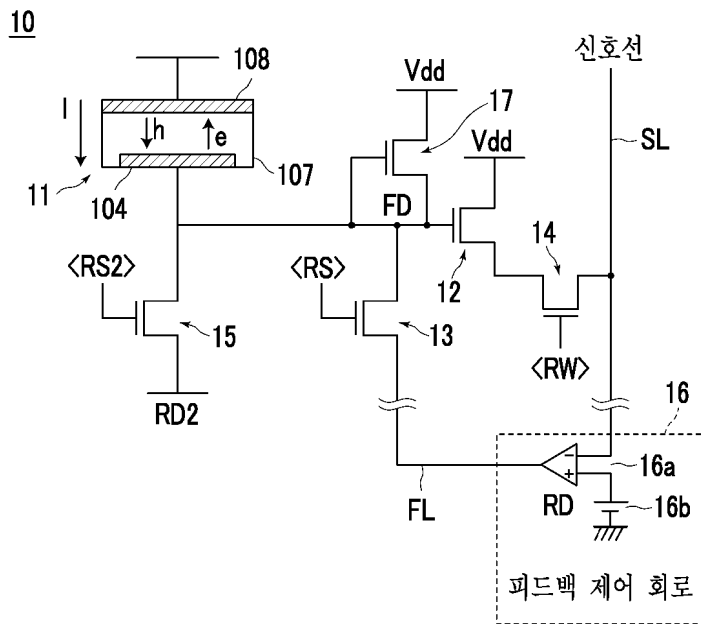 10
신호선
108
Vdd
17
I
h
e
Vdd
SL
107
11
104
FD
14
12
<RS2>
<RS>
15
13
<RW>
RD2
16
16a
FL
RD
16b
피드백 제어 회로